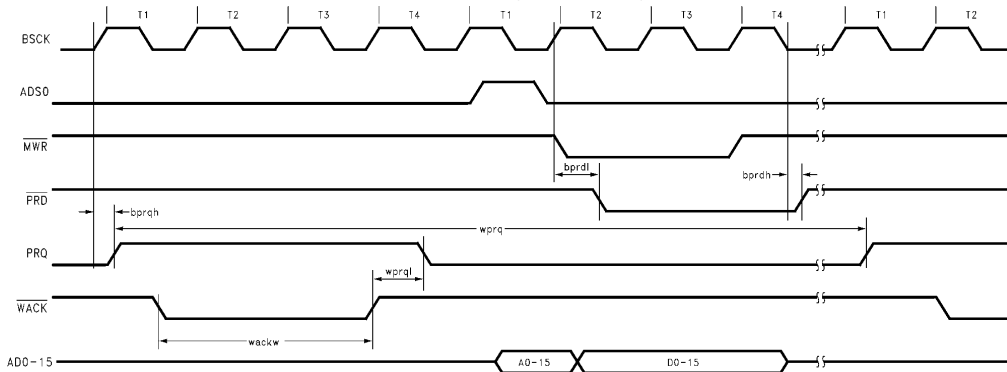 T1 T2 T3 T4 T1 T2 T3 T4 T1 T2
BSCK
ADS0
MWR
bprdl bprdh
PRD
bprqh
wprq
PRQ
wprql
WACK
wackw
AD0-15 A0-15 D0-15